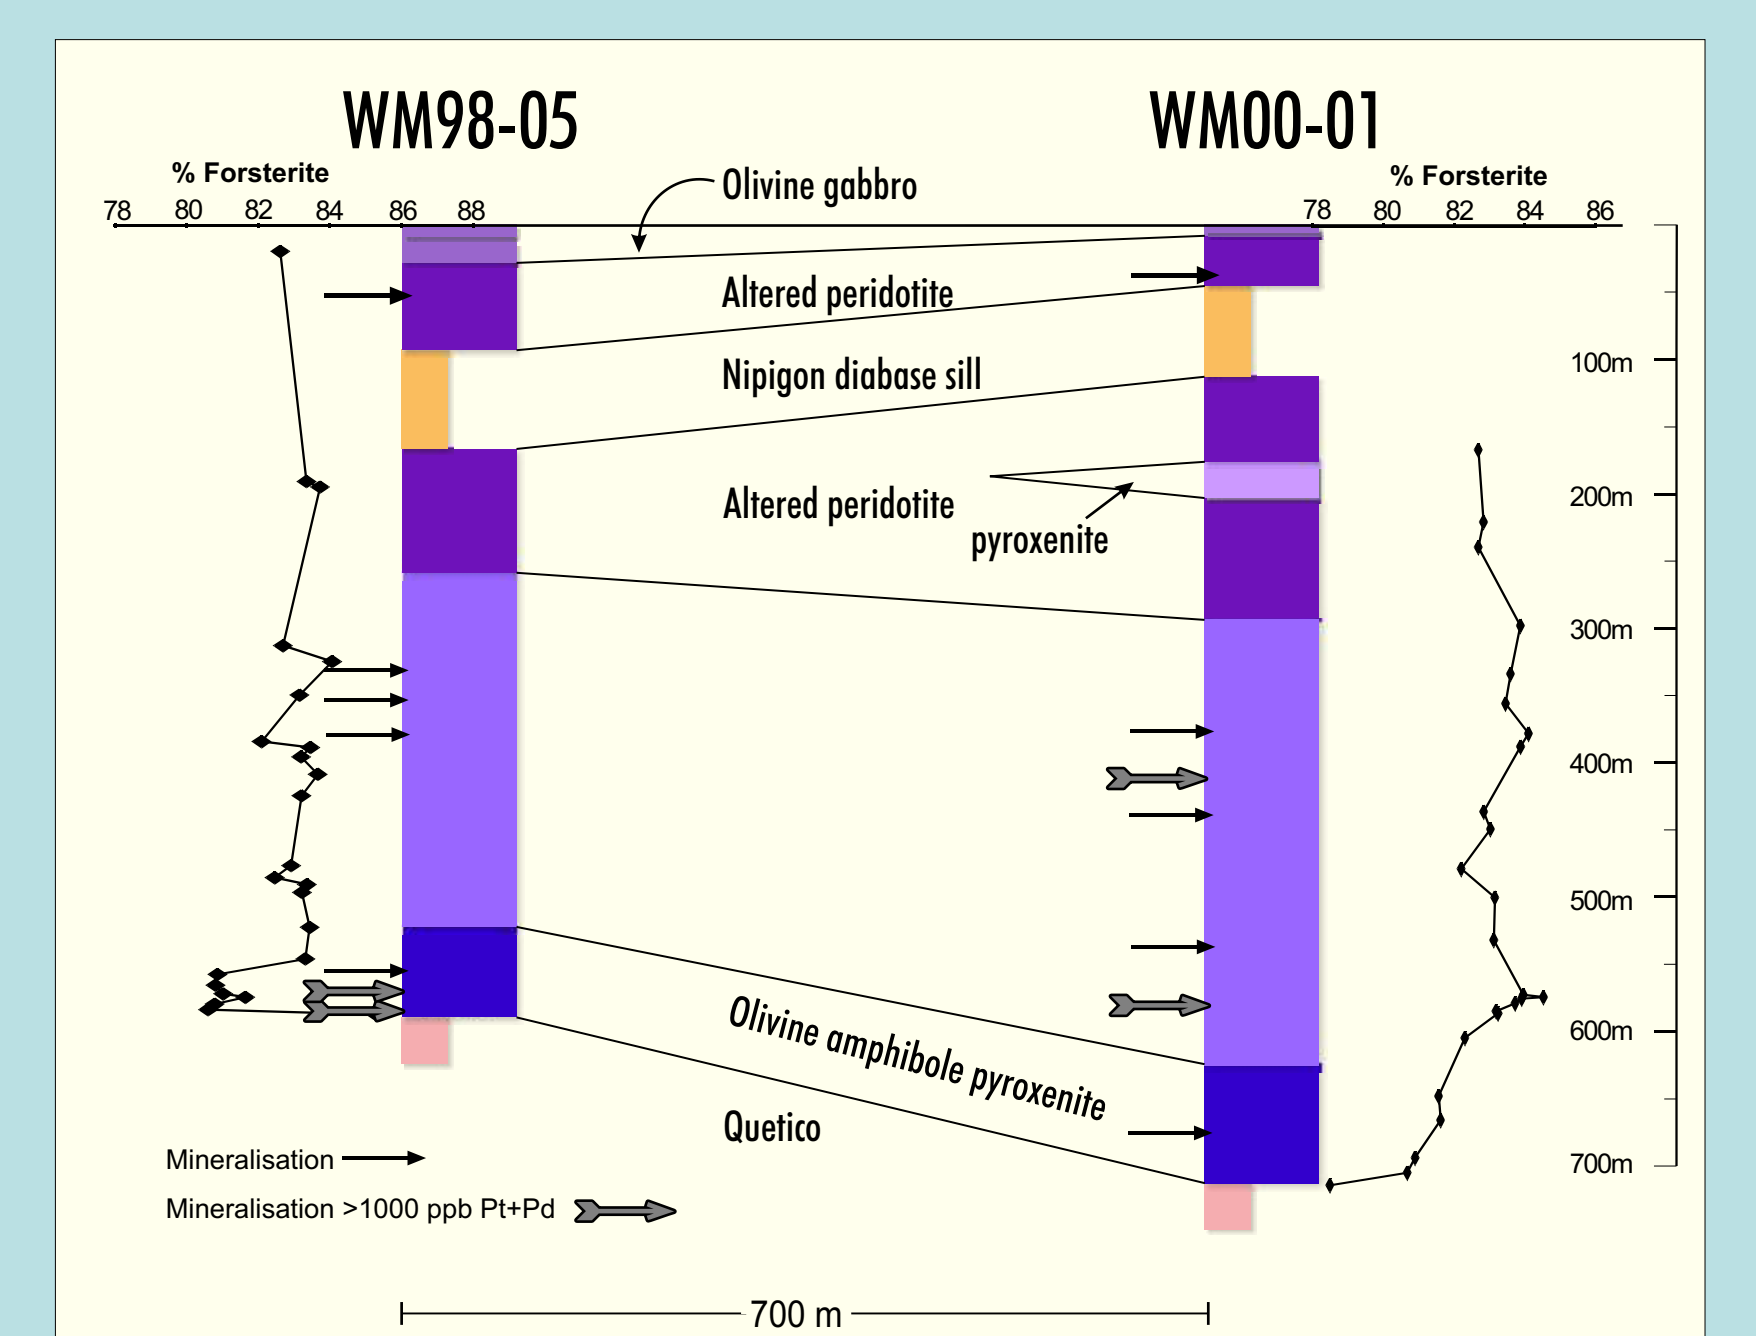 WM98-05 WM00-01
% Forsterite % Forsterite
Olivine gabbro
78 80 82 84 86 88 78 80 82 84 86
Altered peridotite
100m
Nipigon diabase sill
200m
Altered peridotite
pyroxenite
300m
400m
500m
Olivine amphibole pyroxenite
600m
Quetico
700m
Mineralisation
Mineralisation >1000 ppb Pt+Pd
700 m